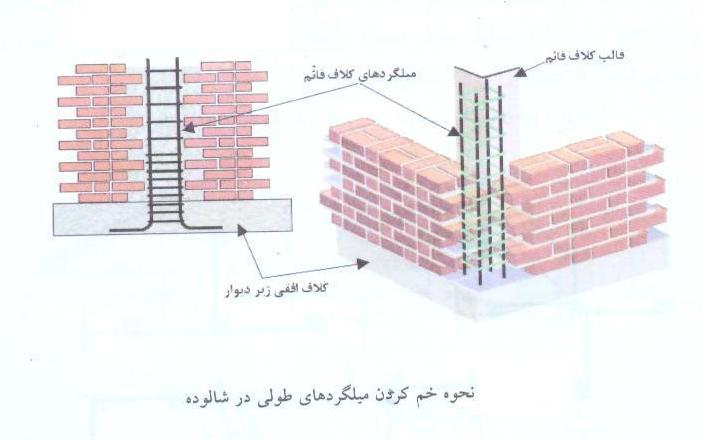 قالب کلاف قائم
میلگردهای کلاف قائم
کلاف افقی زیر دیوار
نحوه خم کردن میلگردهای طولی در شالوده